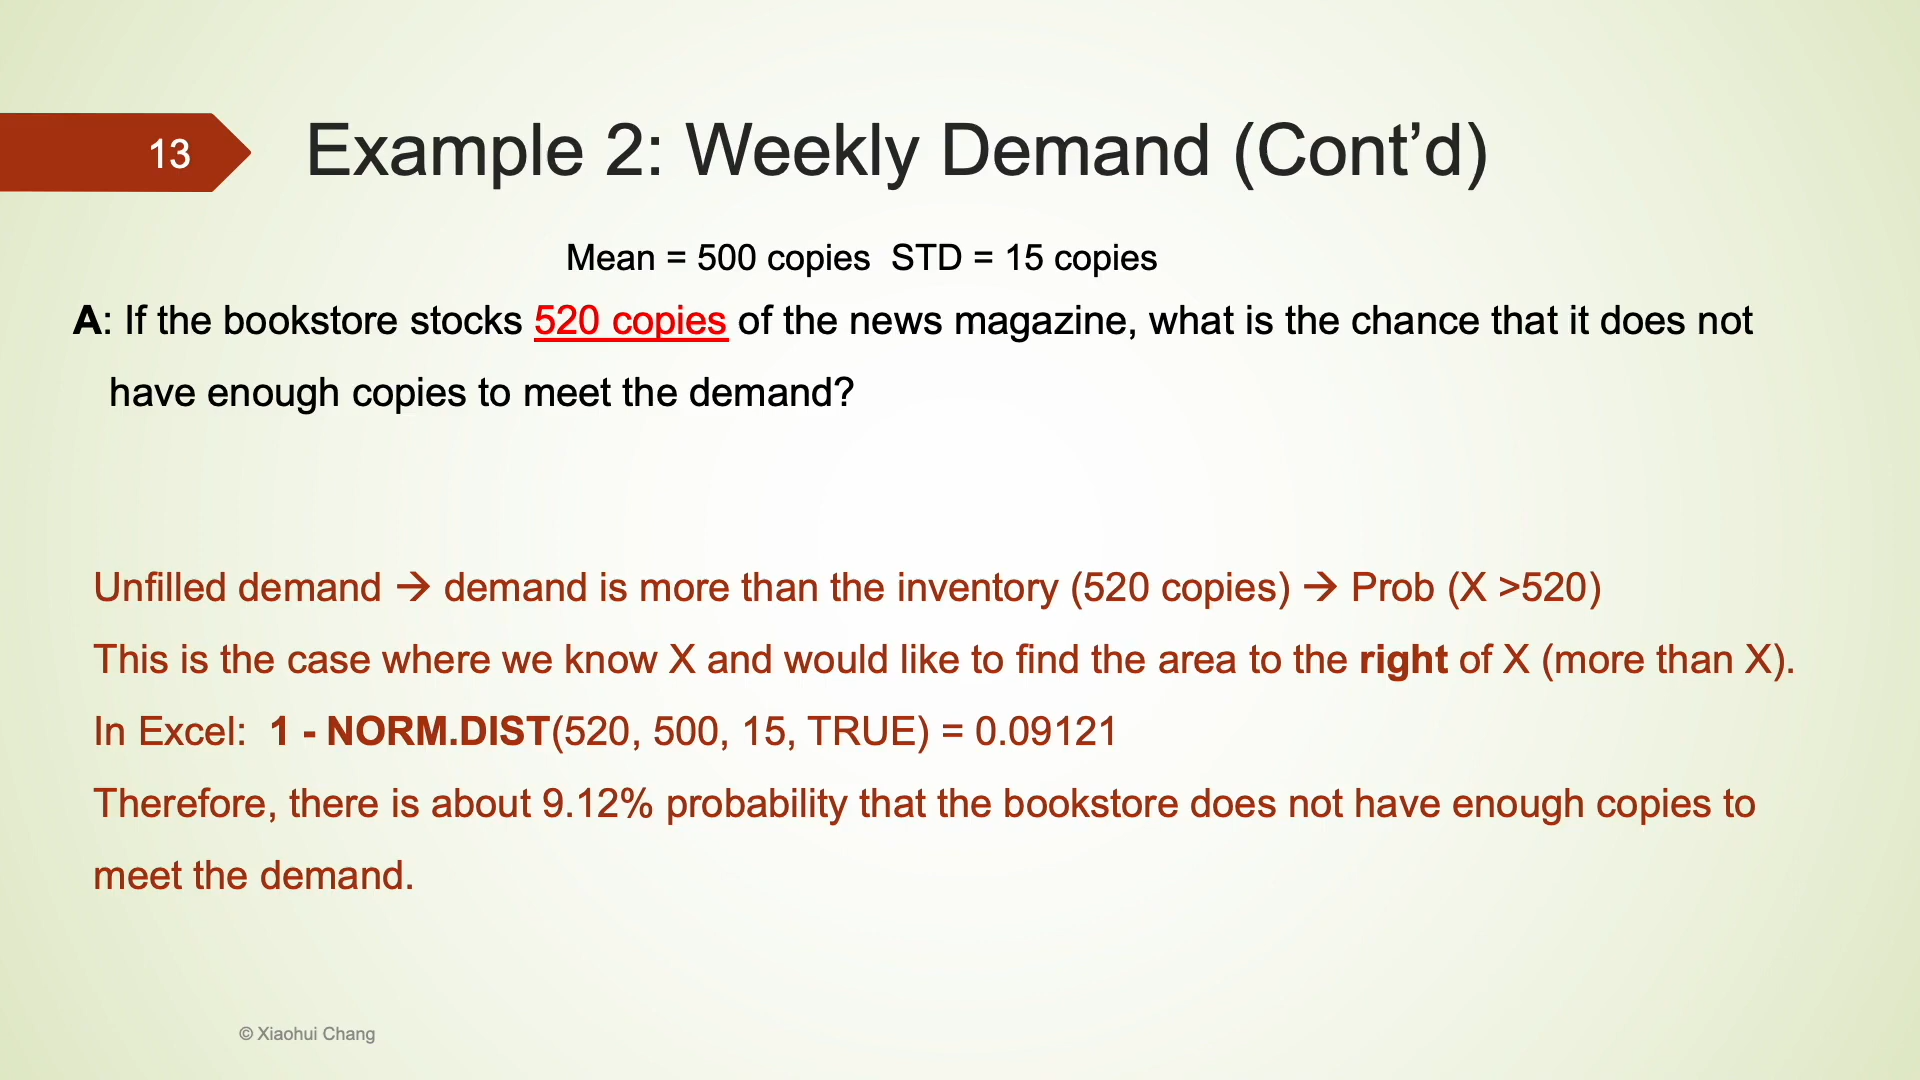 13
Example 2: Weekly Demand (Cont’d)
Mean = 500 copies  STD = 15 copies
A: If the bookstore stocks 520 copies of the news magazine, what is the chance that it does not
have enough copies to meet the demand?
Unfilled demand → demand is more than the inventory (520 copies) → Prob (X >520)
This is the case where we know X and would like to find the area to the right of X (more than X).
In Excel:  1 - NORM.DIST(520, 500, 15, TRUE) = 0.09121
Therefore, there is about 9.12% probability that the bookstore does not have enough copies to
meet the demand.
© Xiaohui Chang